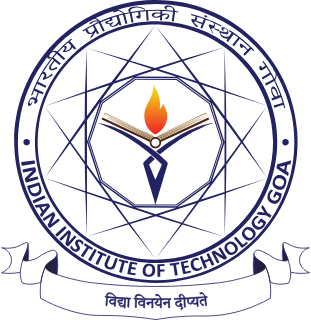 भारतीय प्रौद्योगिकी संस्थान गोवा
INDIAN INSTITUTE OF TECHNOLOGY GOA
विद्या विनयेन दीप्यते